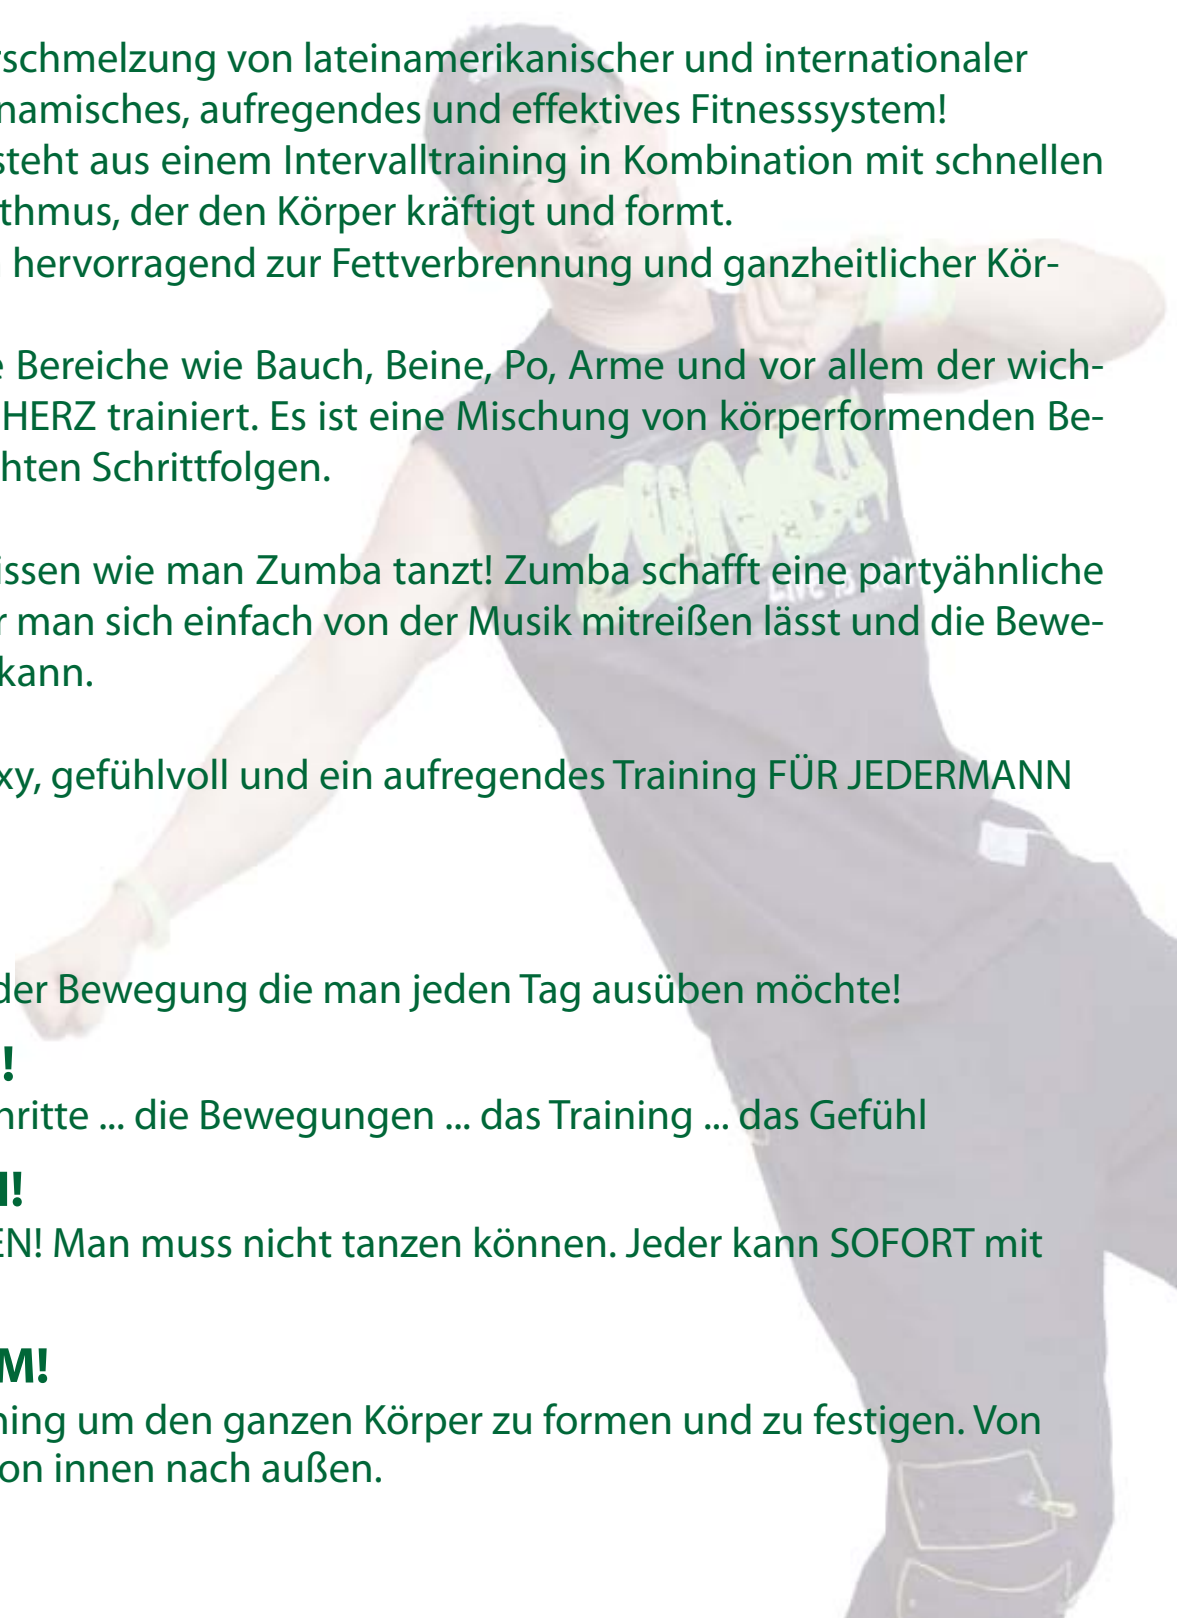 rschmelzung von lateinamerikanischer und internationaler
namisches, aufregendes und effektives Fitnesssystem!
steht aus einem Intervalltraining in Kombination mit schnellen
thmus, der den Körper kräftigt und formt.
hervorragend zur Fettverbrennung und ganzheitlicher Kör-
e Bereiche wie Bauch, Beine, Po, Arme und vor allem der wich-
HERZ trainiert. Es ist eine Mischung von körperformenden Be-
chten Schrittfolgen.
ZUMBA
issen wie man Zumba tanzt! Zumba schafft eine partyähnliche
r man sich einfach von der Musik mitreißen lässt und die Bewe-
kann.
xy, gefühlvoll und ein aufregendes Training FÜR JEDERMANN
der Bewegung die man jeden Tag ausüben möchte!
!
hritte ... die Bewegungen ... das Training ... das Gefühl
!
EN! Man muss nicht tanzen können. Jeder kann SOFORT mit
M!
ning um den ganzen Körper zu formen und zu festigen. Von
on innen nach außen.